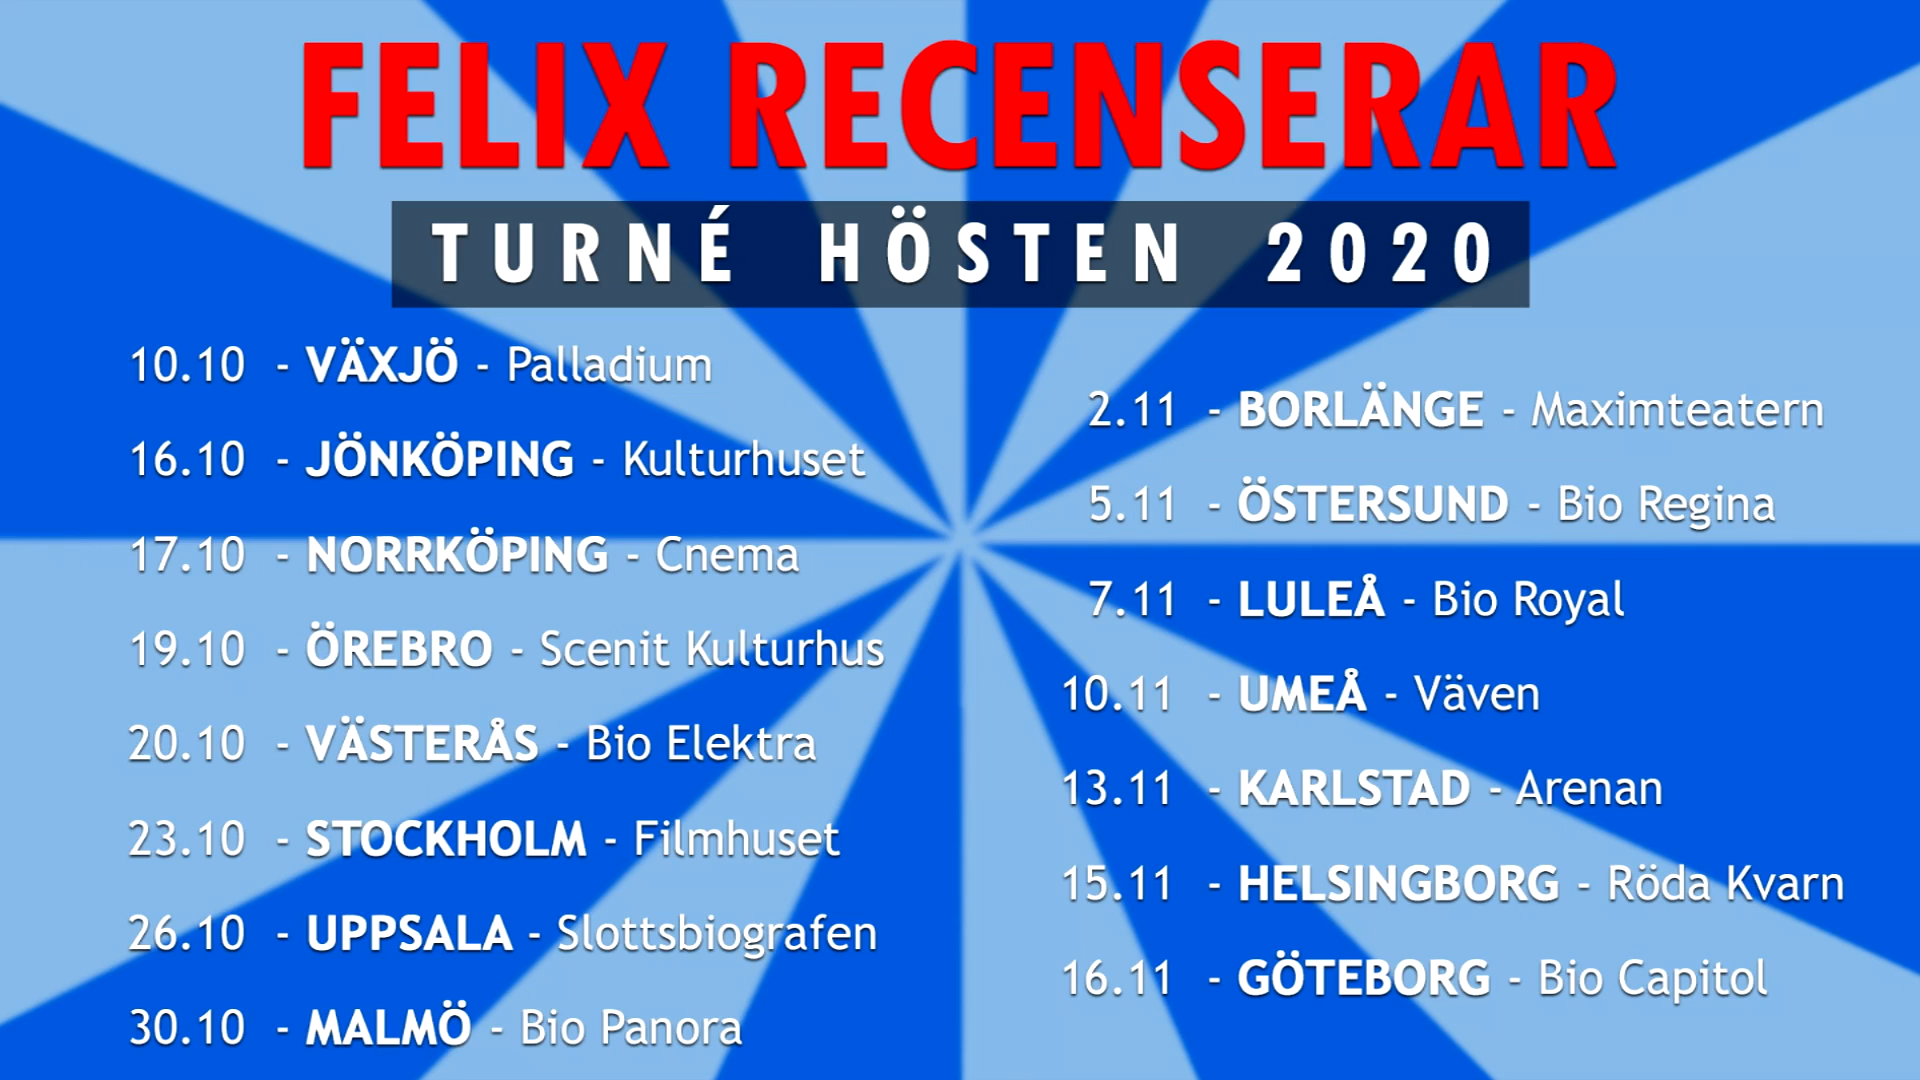 FELIX RECENSERAR
TURNÉ HÖSTEN 2020
10.10 - VÄXJÖ - Palladium
16.10 - JÖNKÖPING - Kulturhuset
17.10 - NORRKÖPING - Cnema
19.10 - ÖREBRO - Scenit Kulturhus
20.10 - VÄSTERÅS - Bio Elektra
23.10 - STOCKHOLM - Filmhuset
26.10 - UPPSALA - Slottsbiografen
30.10 - MALMÖ - Bio Panora
2.11 - BORLÄNGE - Maximteatern
5.11 - ÖSTERSUND - Bio Regina
7.11 - LULEÅ - Bio Royal
10.11 - UMEÅ - Väven
13.11 - KARLSTAD - Arenan
15.11 - HELSINGBORG - Röda Kvarn
16.11 - GÖTEBORG - Bio Capitol